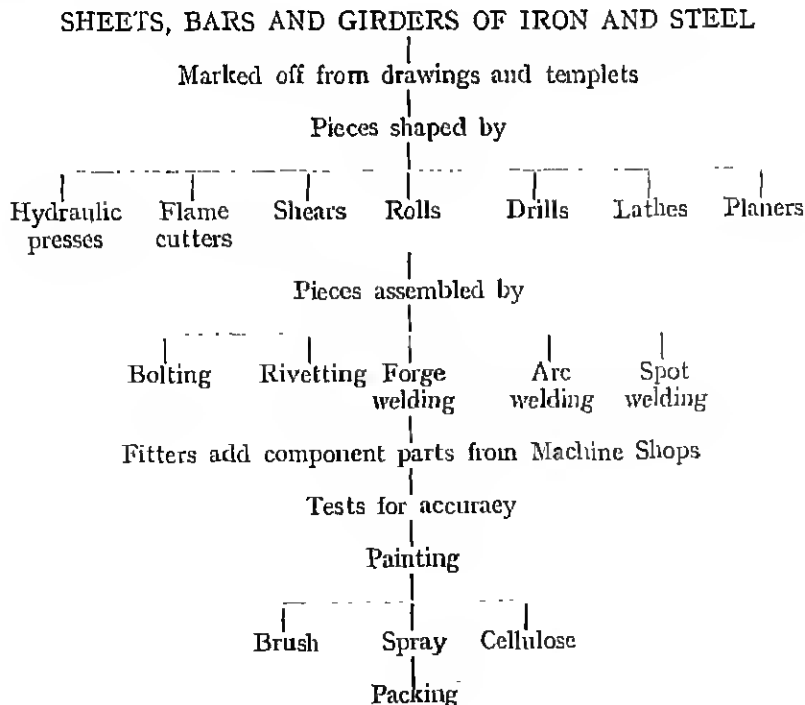 SHEETS, BARS AND GIRDERS OF IRON AND STEEL
Marked off from drawings and templets
Pieces shaped by
Hydraulic Flame Shears Rolls Drills Lathes Planers
presses cutters
Pieces assembled by
Bolting Rivetting Forge Arc Spot
welding welding welding
Fitters add component parts from Machine Shops
Tests for accuracy
Painting
Brush Spray Cellulose
Packing